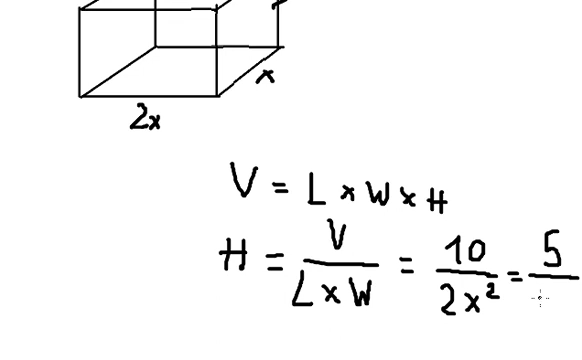 x
2x
V = L × W × H
H = V / L × W = 10 / 2x² = 5 /